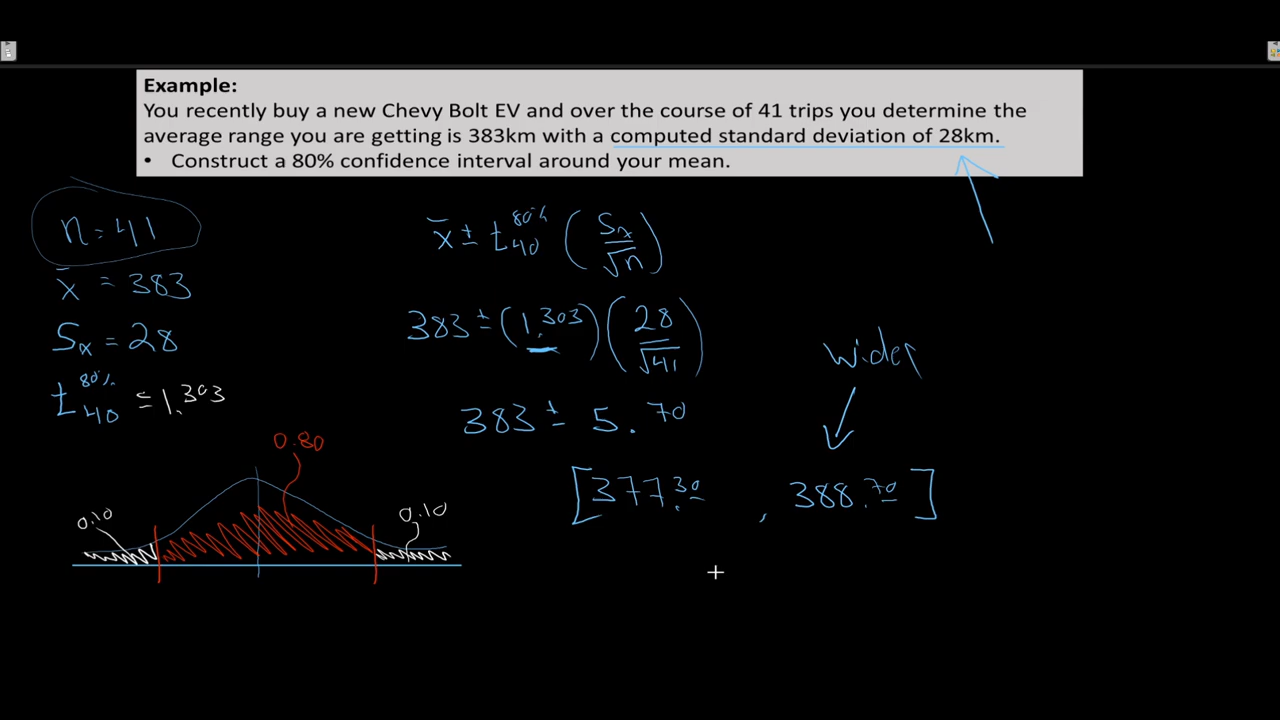 Example:
You recently buy a new Chevy Bolt EV and over the course of 41 trips you determine the
average range you are getting is 383km with a computed standard deviation of 28km.
• Construct a 80% confidence interval around your mean.
n = 41
x̄ = 383
Sx = 28
t 80% 40 = 1.303
x̄ ± t 80% 40 (Sx/√n)
383 ± (1.303)(28/√41)
383 ± 5.70
wider
[377.30, 388.70]
0.80
0.10
0.10